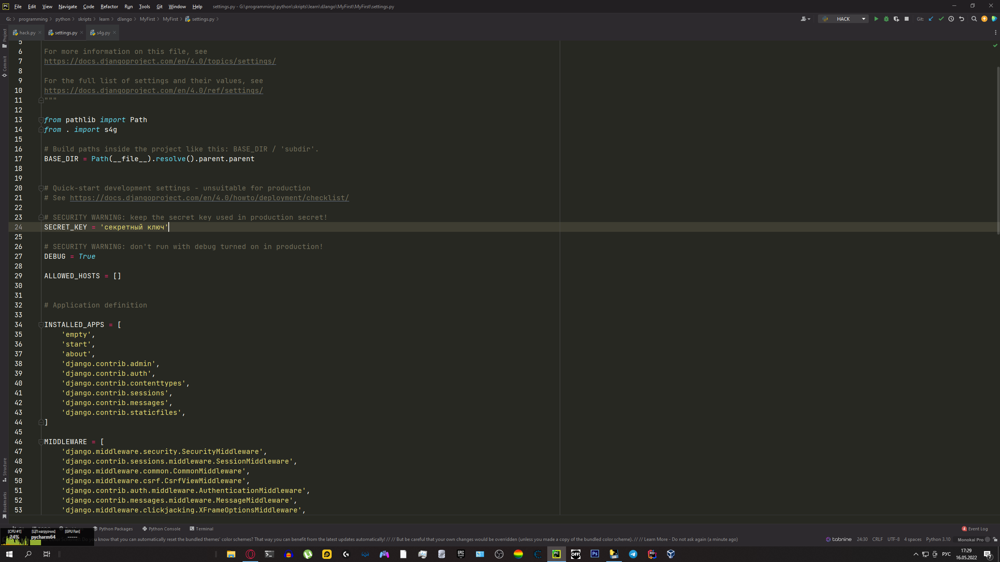 File Edit View Navigate Code Refactor Run Tools Git Window Help settings.py - G:\programming\python\skripts\learn\dJango\MyFirst\MyFirst\settings.py
G: programming python skripts learn dJango MyFirst MyFirst settings.py HACK Git:
hack.py settings.py s4g.py
Project
Commit
Structure
Bookmarks
5
6 For more information on this file, see
7 https://docs.djangoproject.com/en/4.0/topics/settings/
8
9 For the full list of settings and their values, see
10 https://docs.djangoproject.com/en/4.0/ref/settings/
11 """
12
13 from pathlib import Path
14 from . import s4g
15
16 # Build paths inside the project like this: BASE_DIR / 'subdir'.
17 BASE_DIR = Path(__file__).resolve().parent.parent
18
19
20 # Quick-start development settings - unsuitable for production
21 # See https://docs.djangoproject.com/en/4.0/howto/deployment/checklist/
22
23 # SECURITY WARNING: keep the secret key used in production secret!
24 SECRET_KEY = 'секретный ключ'
25
26 # SECURITY WARNING: don't run with debug turned on in production!
27 DEBUG = True
28
29 ALLOWED_HOSTS = []
30
31
32 # Application definition
33
34 INSTALLED_APPS = [
35 'empty',
36 'start',
37 'about',
38 'django.contrib.admin',
39 'django.contrib.auth',
40 'django.contrib.contenttypes',
41 'django.contrib.sessions',
42 'django.contrib.messages',
43 'django.contrib.staticfiles',
44 ]
45
46 MIDDLEWARE = [
47 'django.middleware.security.SecurityMiddleware',
48 'django.contrib.sessions.middleware.SessionMiddleware',
49 'django.middleware.common.CommonMiddleware',
50 'django.middleware.csrf.CsrfViewMiddleware',
51 'django.contrib.auth.middleware.AuthenticationMiddleware',
52 'django.contrib.messages.middleware.MessageMiddleware',
53 'django.middleware.clickjacking.XFrameOptionsMiddleware',
Python Packages Python Console Terminal 4 Event Log
[CPU #1] [ЦП нагрузчик] [GPU Fan]
24% pycharm64 -----
Do you know that you can automatically reset the bundled themes' color schemes? That way you can benefit from the latest updates automatically! // // But be careful that your own changes would be overridden (unless you made a copy of the bundled color scheme). // // Learn More - Do not ask again (a minute ago) tabnine 24:30 CRLF UTF-8 4 spaces Python 3.10 Monokai Pro
EPIC GAMES PC OFF! Ps RD РУС 17:29
16.05.2022 7